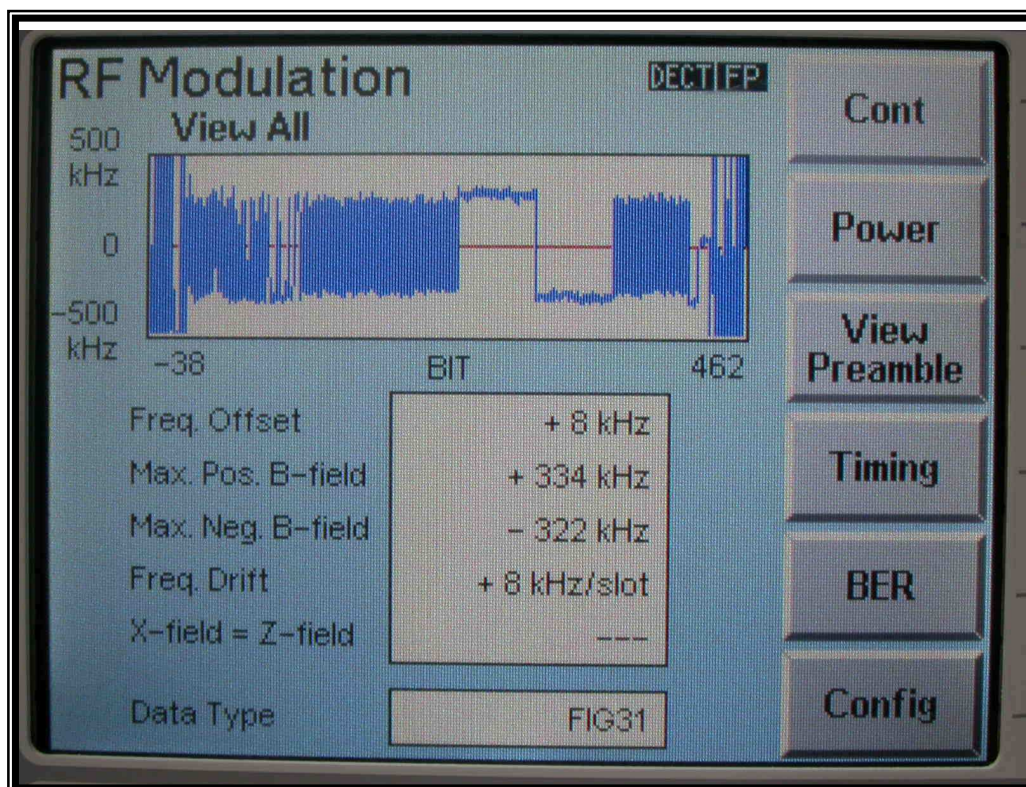 RF Modulation
DECT FP
View All
500
kHz
0
-500
kHz
-38 BIT 462
Freq. Offset + 8 kHz
Max. Pos. B-field + 334 kHz
Max. Neg. B-field - 322 kHz
Freq. Drift + 8 kHz/slot
X-field = Z-field ---
Data Type FIG31
Cont
Power
View
Preamble
Timing
BER
Config